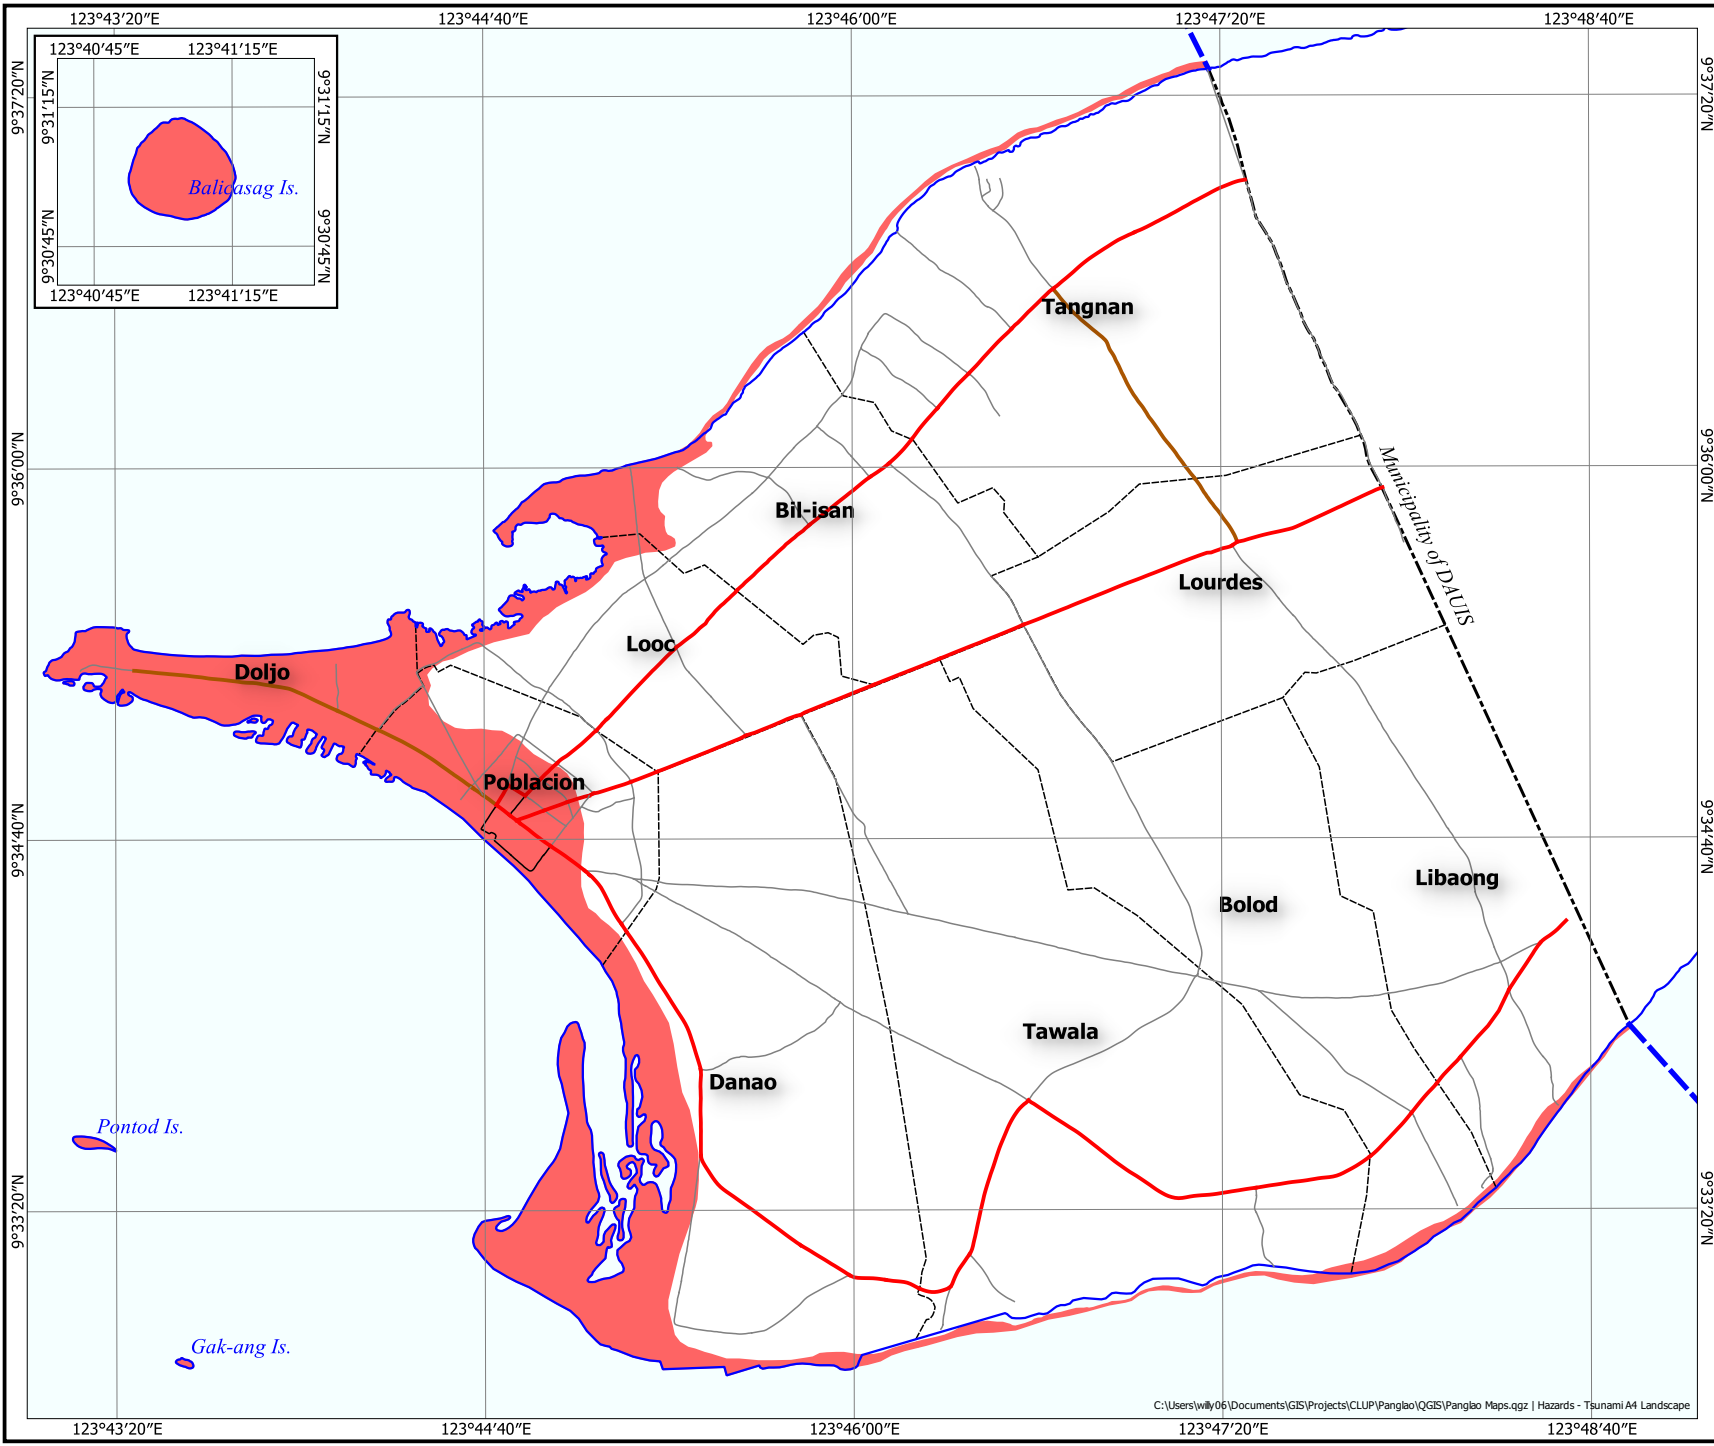 123°43'20"E 123°44'40"E 123°46'00"E 123°47'20"E 123°48'40"E
123°40'45"E 123°41'15"E
9°31'15"N 9°31'15"N
Balicasag Is.
9°30'45"N 9°30'45"N
123°40'45"E 123°41'15"E
9°37'20"N 9°37'20"N
Tangnan
9°36'00"N 9°36'00"N
Municipality of DAUIS
Bil-isan
Lourdes
Looc
Doljo
Poblacion
9°34'40"N 9°34'40"N
Libaong
Bolod
Tawala
Danao
Pontod Is.
9°33'20"N 9°33'20"N
Gak-ang Is.
C:\Users\willy06\Documents\GIS\Projects\CLUP\Panglao\QGIS\Panglao Maps.qgz | Hazards - Tsunami A4 Landscape
123°43'20"E 123°44'40"E 123°46'00"E 123°47'20"E 123°48'40"E